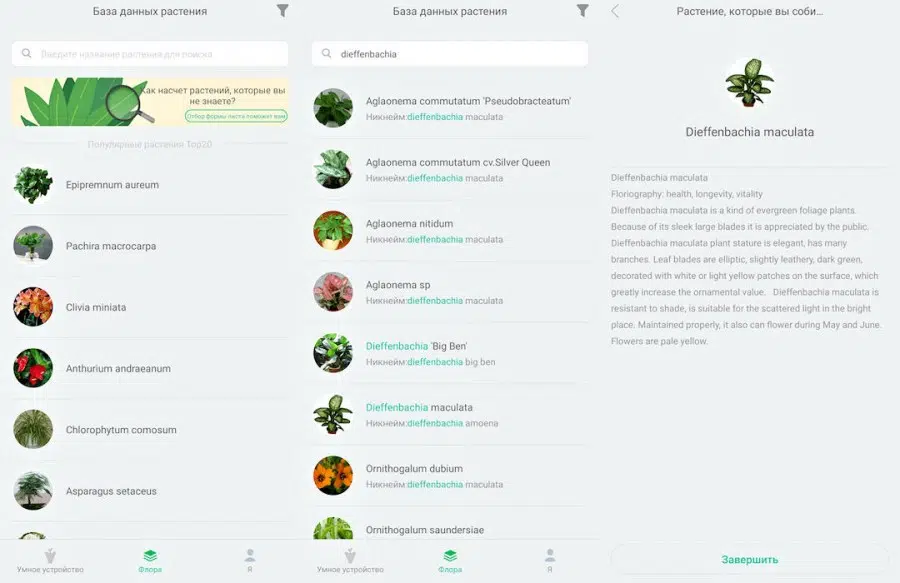 База данных растения
Введите название растения для поиска
Как насчет растений, которые вы
не знаете?
Отбор формы листа поможет вам
Популярные растения Top20
Epipremnum aureum
Pachira macrocarpa
Clivia miniata
Anthurium andraeanum
Chlorophytum comosum
Asparagus setaceus
Умное устройство
Флора
Я
База данных растения
dieffenbachia
Aglaonema commutatum 'Pseudobracteatum'
Никнейм:dieffenbachia maculata
Aglaonema commutatum cv.Silver Queen
Никнейм:dieffenbachia maculata
Aglaonema nitidum
Никнейм:dieffenbachia maculata
Aglaonema sp
Никнейм:dieffenbachia maculata
Dieffenbachia 'Big Ben'
Никнейм:dieffenbachia big ben
Dieffenbachia maculata
Никнейм:dieffenbachia amoena
Ornithogalum dubium
Никнейм:dieffenbachia maculata
Ornithogalum saundersiae
Умное устройство
Флора
Я
Растение, которые вы соби...
Dieffenbachia maculata
Dieffenbachia maculata
Floriography: health, longevity, vitality
Dieffenbachia maculata is a kind of evergreen foliage plants.
Because of its sleek large blades it is appreciated by the public.
Dieffenbachia maculata plant stature is elegant, has many
branches. Leaf blades are elliptic, slightly leathery, dark green,
decorated with white or light yellow patches on the surface, which
greatly increase the ornamental value. Dieffenbachia maculata is
resistant to shade, is suitable for the scattered light in the bright
place. Maintained properly, it also can flower during May and June.
Flowers are pale yellow.
Завершить